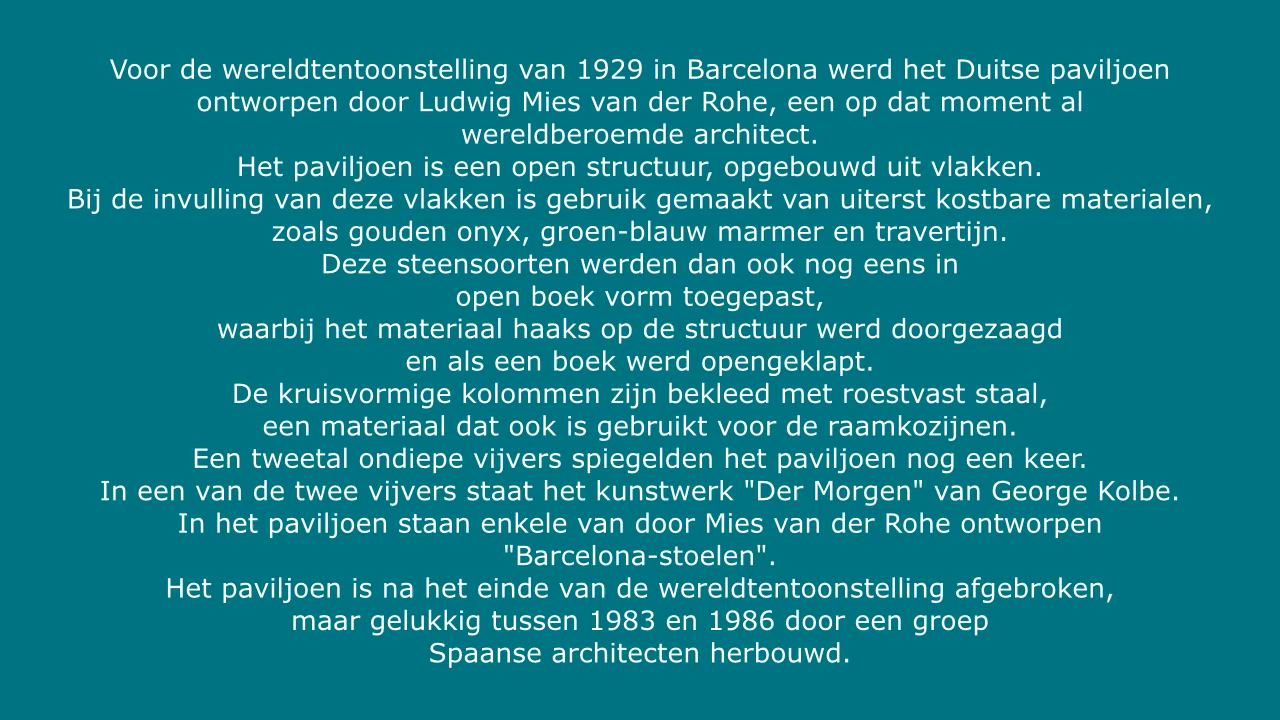 Voor de wereldtentoonstelling van 1929 in Barcelona werd het Duitse paviljoen
ontworpen door Ludwig Mies van der Rohe, een op dat moment al
wereldberoemde architect.
Het paviljoen is een open structuur, opgebouwd uit vlakken.
Bij de invulling van deze vlakken is gebruik gemaakt van uiterst kostbare materialen,
zoals gouden onyx, groen-blauw marmer en travertijn.
Deze steensoorten werden dan ook nog eens in
open boek vorm toegepast,
waarbij het materiaal haaks op de structuur werd doorgezaagd
en als een boek werd opengeklapt.
De kruisvormige kolommen zijn bekleed met roestvast staal,
een materiaal dat ook is gebruikt voor de raamkozijnen.
Een tweetal ondiepe vijvers spiegelden het paviljoen nog een keer.
In een van de twee vijvers staat het kunstwerk "Der Morgen" van George Kolbe.
In het paviljoen staan enkele van door Mies van der Rohe ontworpen
"Barcelona-stoelen".
Het paviljoen is na het einde van de wereldtentoonstelling afgebroken,
maar gelukkig tussen 1983 en 1986 door een groep
Spaanse architecten herbouwd.